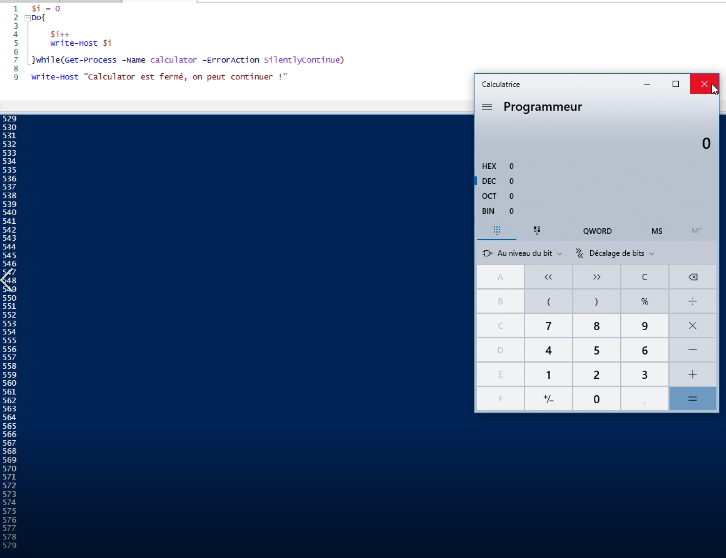 1 $i = 0
2 Do{
3
4 $i++
5 Write-Host $i
6
7 }While(Get-Process -Name calculator -ErrorAction SilentlyContinue)
8
9 Write-Host "Calculator est fermé, on peut continuer !"
529
530
531
532
533
534
535
536
537
538
539
540
541
542
543
544
545
546
547
548
549
550
551
552
553
554
555
556
557
558
559
560
561
562
563
564
565
566
567
568
569
570
571
572
573
574
575
576
577
578
579
Calculatrice
Programmeur
0
HEX 0
DEC 0
OCT 0
BIN 0
QWORD MS M˅
Au niveau du bit Décalage de bits
A << >> C
B ( ) % ÷
C 7 8 9 ×
D 4 5 6 −
E 1 2 3 +
F +/- 0 , =